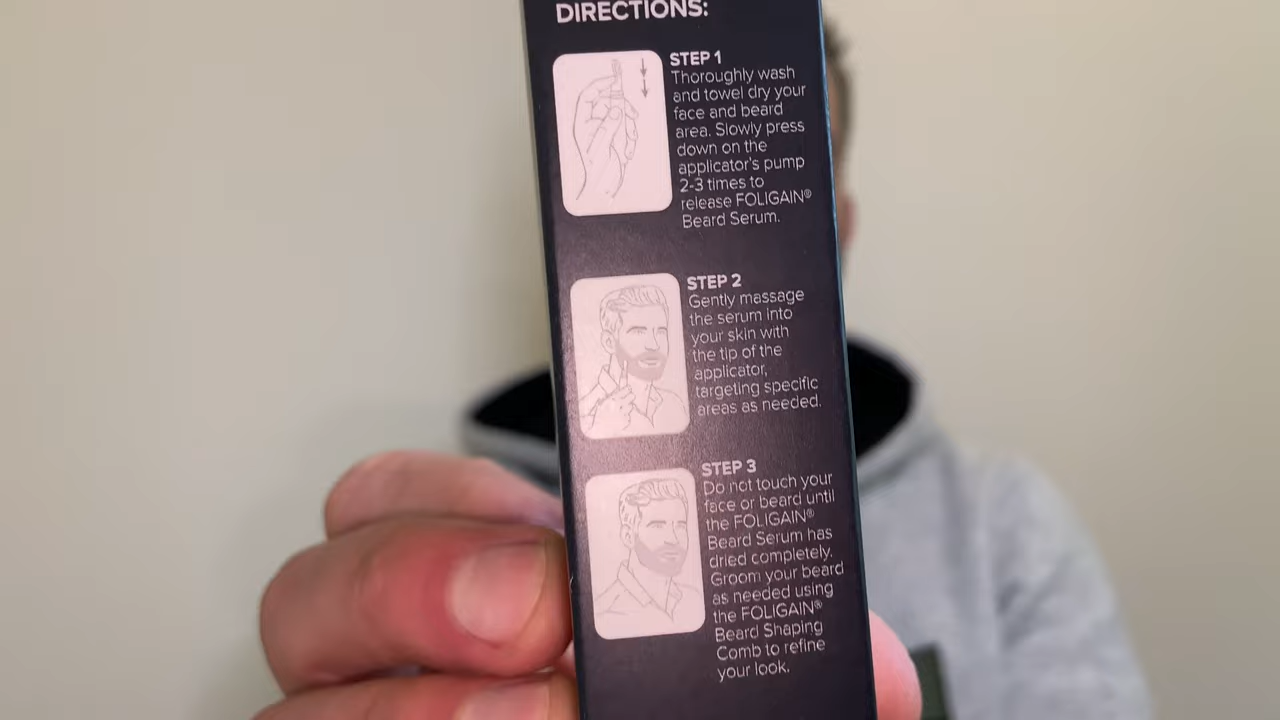 DIRECTIONS:
STEP 1
Thoroughly wash
and towel dry your
face and beard
area. Slowly press
down on the
applicator's pump
2-3 times to
release FOLIGAIN®
Beard Serum.
STEP 2
Gently massage
the serum into
your skin with
the tip of the
applicator,
targeting specific
areas as needed.
STEP 3
Do not touch your
face or beard until
the FOLIGAIN®
Beard Serum has
dried completely.
Groom your beard
as needed using
the FOLIGAIN®
Beard Shaping
Comb to refine
your look.